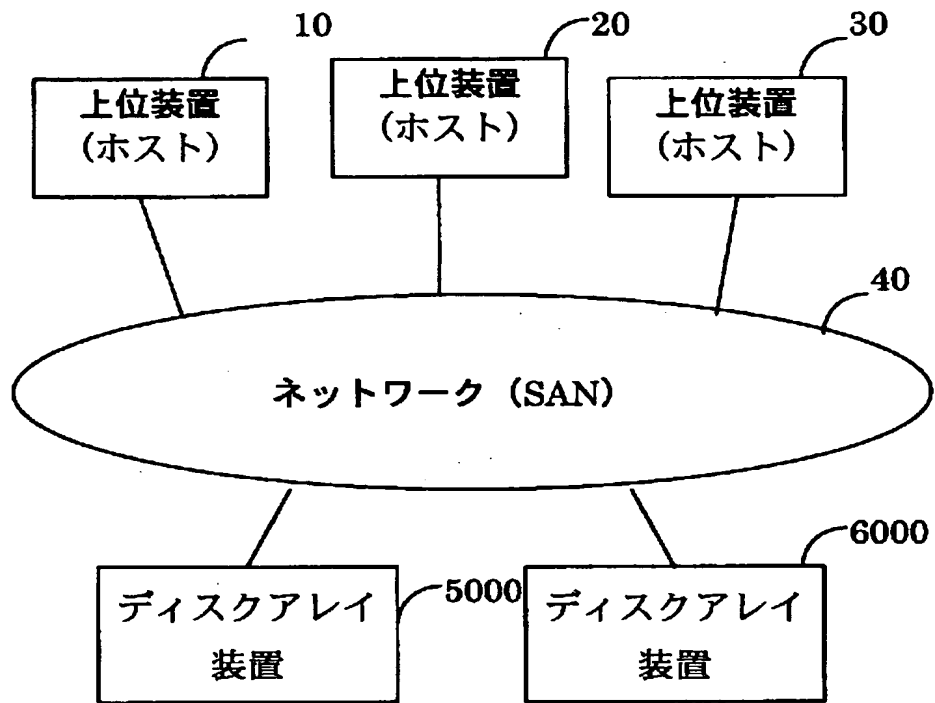 10
20
30
上位装置
(ホスト)
上位装置
(ホスト)
上位装置
(ホスト)
40
ネットワーク (SAN)
5000
6000
ディスクアレイ
装置
ディスクアレイ
装置